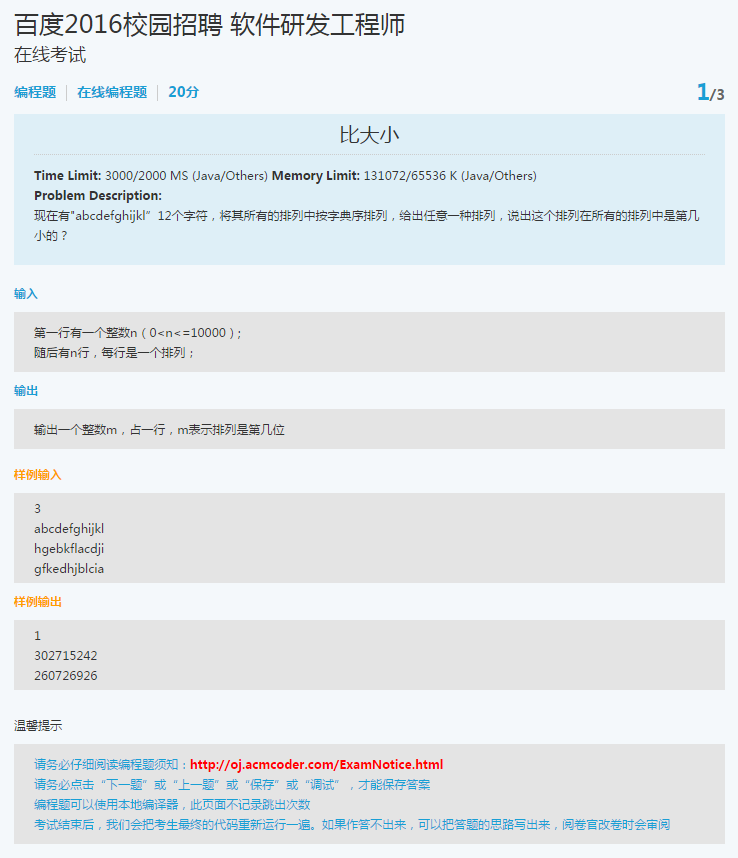 百度2016校园招聘 软件研发工程师
在线考试
编程题 在线编程题 20分 1/3
比大小
Time Limit: 3000/2000 MS (Java/Others) Memory Limit: 131072/65536 K (Java/Others)
Problem Description:
现在有"abcdefghijkl”12个字符，将其所有的排列中按字典序排列，给出任意一种排列，说出这个排列在所有的排列中是第几
小的？
输入
第一行有一个整数n（0<n<=10000）;
随后有n行，每行是一个排列；
输出
输出一个整数m，占一行，m表示排列是第几位
样例输入
3
abcdefghijkl
hgebkflacdji
gfkedhjblcia
样例输出
1
302715242
260726926
温馨提示
请务必仔细阅读编程题须知：http://oj.acmcoder.com/ExamNotice.html
请务必点击“下一题”或“上一题”或“保存”或“调试”，才能保存答案
编程题可以使用本地编译器，此页面不记录跳出次数
考试结束后，我们会把考生最终的代码重新运行一遍。如果作答不出来，可以把答题的思路写出来，阅卷官改卷时会审阅